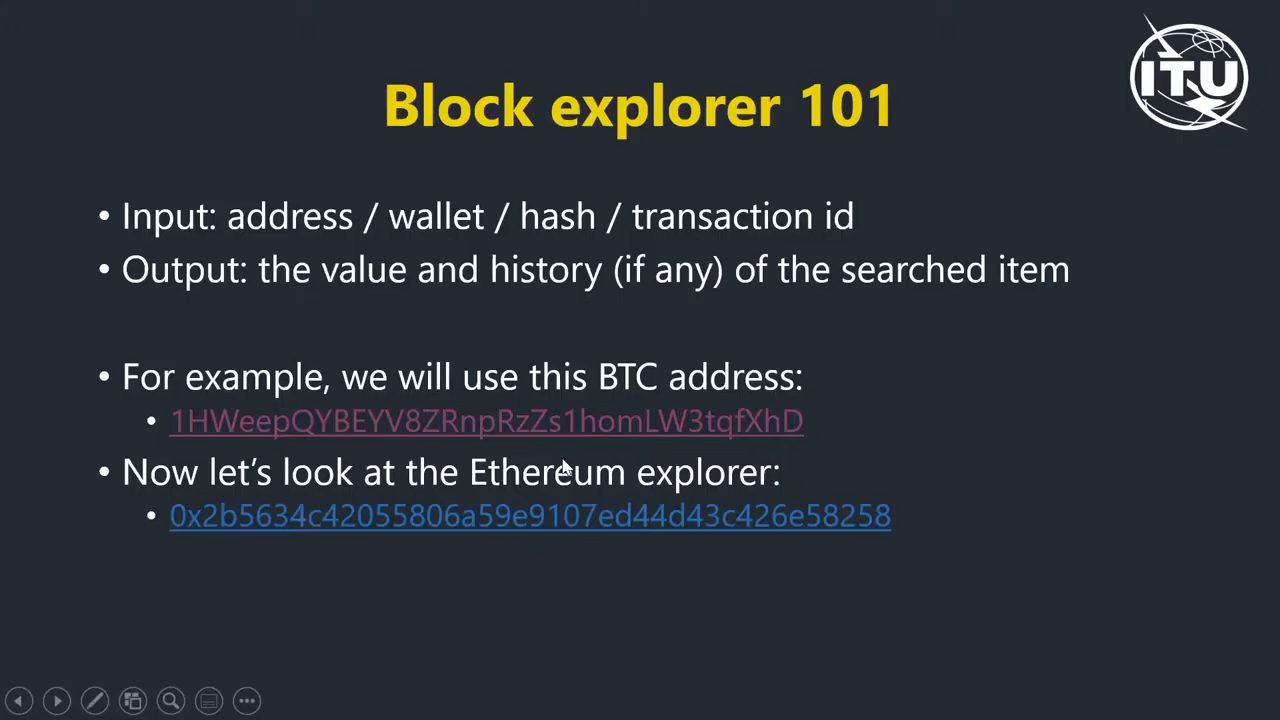 ITU
Block explorer 101
• Input: address / wallet / hash / transaction id
• Output: the value and history (if any) of the searched item
• For example, we will use this BTC address:
• 1HWeepQYBEYV8ZRnpRzZs1homLW3tqfXhD
• Now let’s look at the Ethereum explorer:
• 0x2b5634c42055806a59e9107ed44d43c426e58258